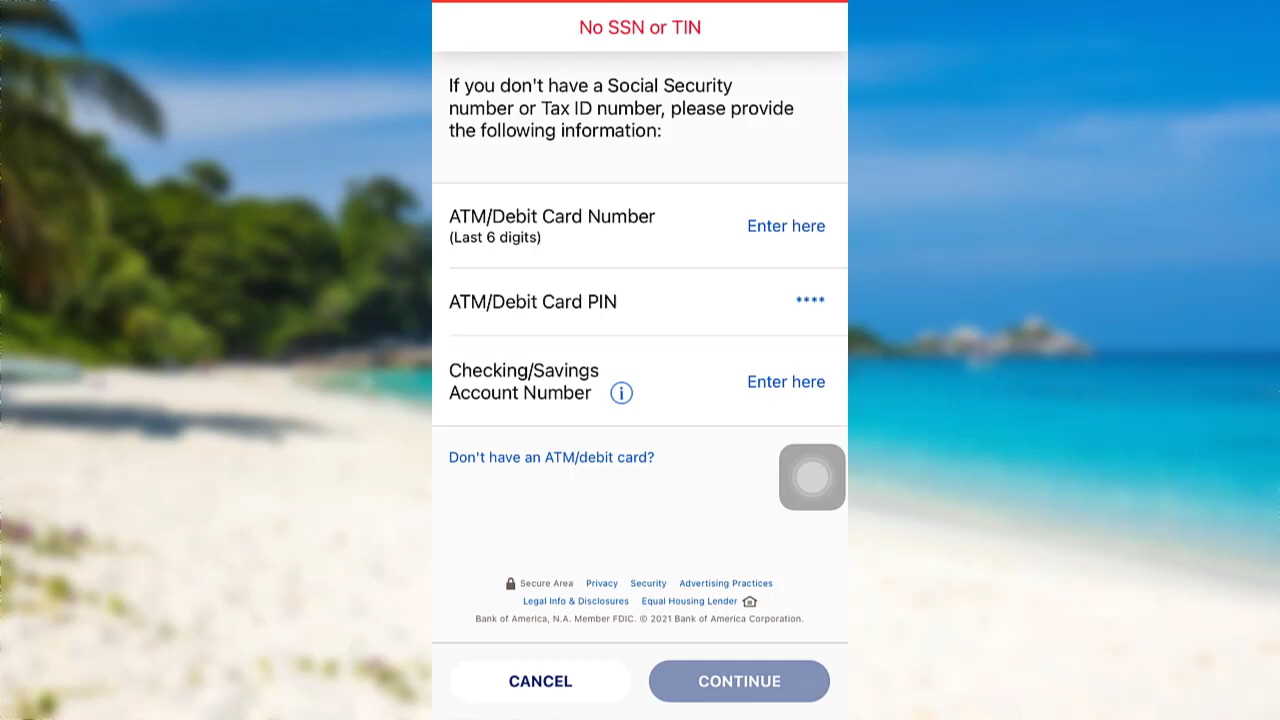 No SSN or TIN
If you don't have a Social Security
number or Tax ID number, please provide
the following information:
ATM/Debit Card Number
(Last 6 digits)
Enter here
ATM/Debit Card PIN
****
Checking/Savings
Account Number
Enter here
Don't have an ATM/debit card?
Secure Area Privacy Security Advertising Practices
Legal Info & Disclosures Equal Housing Lender
Bank of America, N.A. Member FDIC. © 2021 Bank of America Corporation.
CANCEL CONTINUE